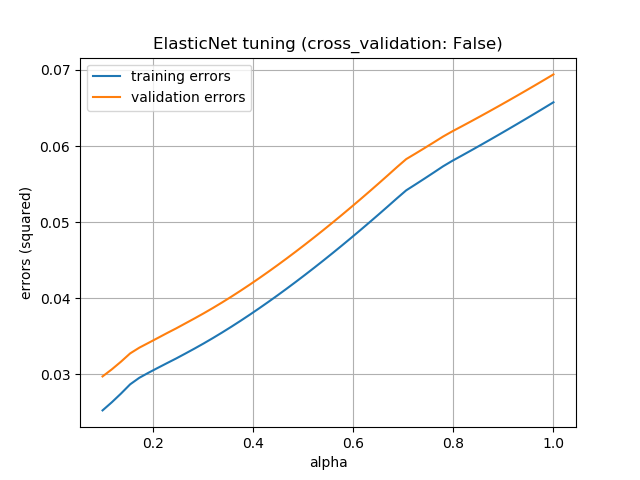 ElasticNet tuning (cross_validation: False)
training errors
validation errors
errors (squared)
0.07
0.06
0.05
0.04
0.03
0.2 0.4 0.6 0.8 1.0
alpha